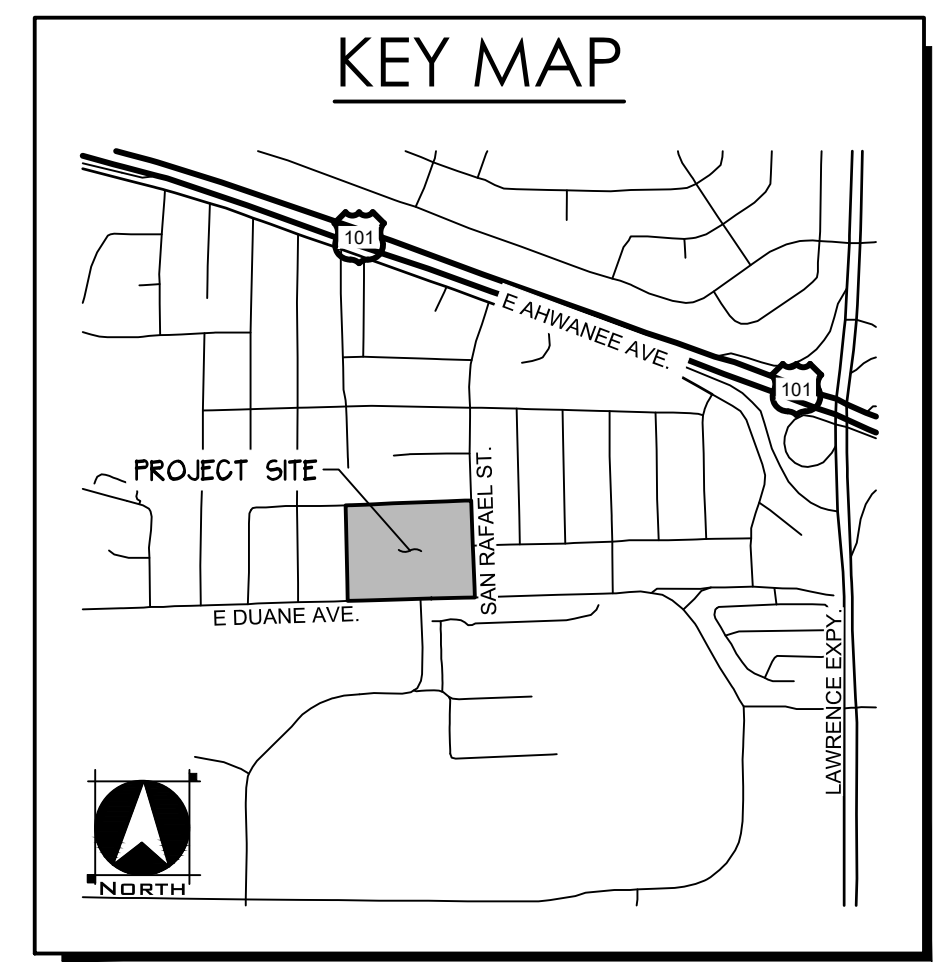 KEY MAP
101
E AHWANEE AVE.
101
PROJECT SITE
SAN RAFAEL ST.
E DUANE AVE.
LAWRENCE EXPY.
NORTH